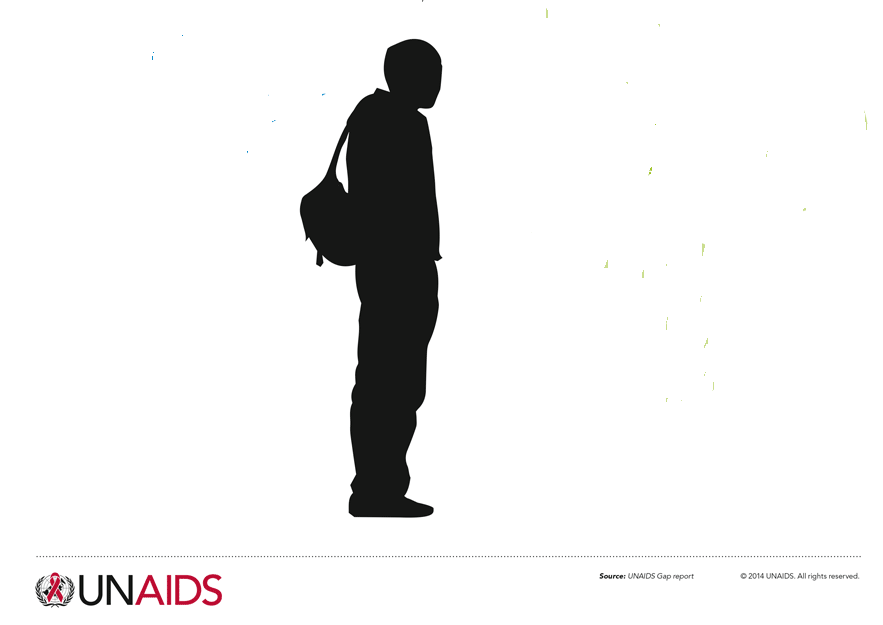 UNAIDS
Source: UNAIDS Gap report
© 2014 UNAIDS. All rights reserved.